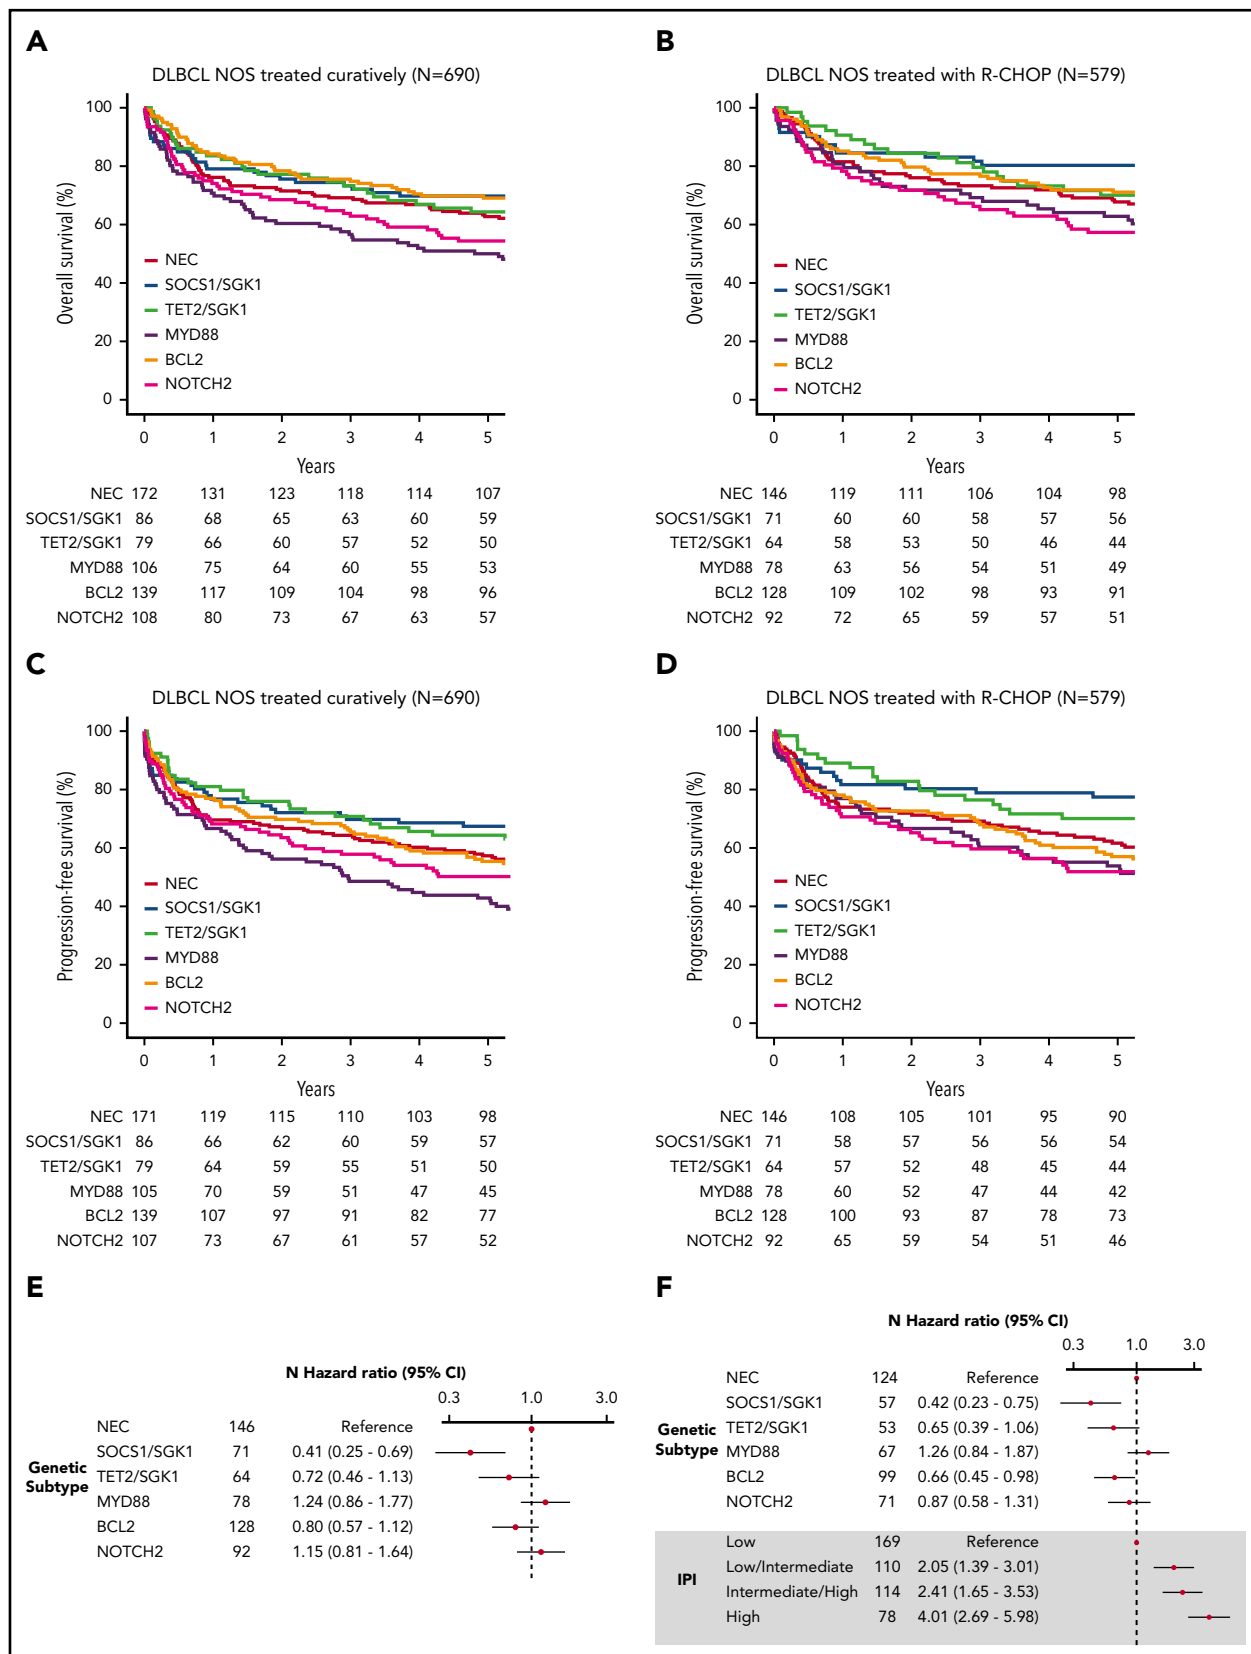 A
DLBCL NOS treated curatively (N=690)
Overall survival (%)
100
80
60
40
20
0
NEC
SOCS1/SGK1
TET2/SGK1
MYD88
BCL2
NOTCH2
0 1 2 3 4 5
Years
NEC 172 131 123 118 114 107
SOCS1/SGK1 86 68 65 63 60 59
TET2/SGK1 79 66 60 57 52 50
MYD88 106 75 64 60 55 53
BCL2 139 117 109 104 98 96
NOTCH2 108 80 73 67 63 57
B
DLBCL NOS treated with R-CHOP (N=579)
Overall survival (%)
100
80
60
40
20
0
NEC
SOCS1/SGK1
TET2/SGK1
MYD88
BCL2
NOTCH2
0 1 2 3 4 5
Years
NEC 146 119 111 106 104 98
SOCS1/SGK1 71 60 60 58 57 56
TET2/SGK1 64 58 53 50 46 44
MYD88 78 63 56 54 51 49
BCL2 128 109 102 98 93 91
NOTCH2 92 72 65 59 57 51
C
DLBCL NOS treated curatively (N=690)
Progression-free survival (%)
100
80
60
40
20
0
NEC
SOCS1/SGK1
TET2/SGK1
MYD88
BCL2
NOTCH2
0 1 2 3 4 5
Years
NEC 171 119 115 110 103 98
SOCS1/SGK1 86 66 62 60 59 57
TET2/SGK1 79 64 59 55 51 50
MYD88 105 70 59 51 47 45
BCL2 139 107 97 91 82 77
NOTCH2 107 73 67 61 57 52
D
DLBCL NOS treated with R-CHOP (N=579)
Progression-free survival (%)
100
80
60
40
20
0
NEC
SOCS1/SGK1
TET2/SGK1
MYD88
BCL2
NOTCH2
0 1 2 3 4 5
Years
NEC 146 108 105 101 95 90
SOCS1/SGK1 71 58 57 56 56 54
TET2/SGK1 64 57 52 48 45 44
MYD88 78 60 52 47 44 42
BCL2 128 100 93 87 78 73
NOTCH2 92 65 59 54 51 46
E
N Hazard ratio (95% CI)
0.3 1.0 3.0
Genetic
Subtype
NEC 146 Reference
SOCS1/SGK1 71 0.41 (0.25 - 0.69)
TET2/SGK1 64 0.72 (0.46 - 1.13)
MYD88 78 1.24 (0.86 - 1.77)
BCL2 128 0.80 (0.57 - 1.12)
NOTCH2 92 1.15 (0.81 - 1.64)
F
N Hazard ratio (95% CI)
0.3 1.0 3.0
Genetic
Subtype
NEC 124 Reference
SOCS1/SGK1 57 0.42 (0.23 - 0.75)
TET2/SGK1 53 0.65 (0.39 - 1.06)
MYD88 67 1.26 (0.84 - 1.87)
BCL2 99 0.66 (0.45 - 0.98)
NOTCH2 71 0.87 (0.58 - 1.31)
IPI
Low 169 Reference
Low/Intermediate 110 2.05 (1.39 - 3.01)
Intermediate/High 114 2.41 (1.65 - 3.53)
High 78 4.01 (2.69 - 5.98)